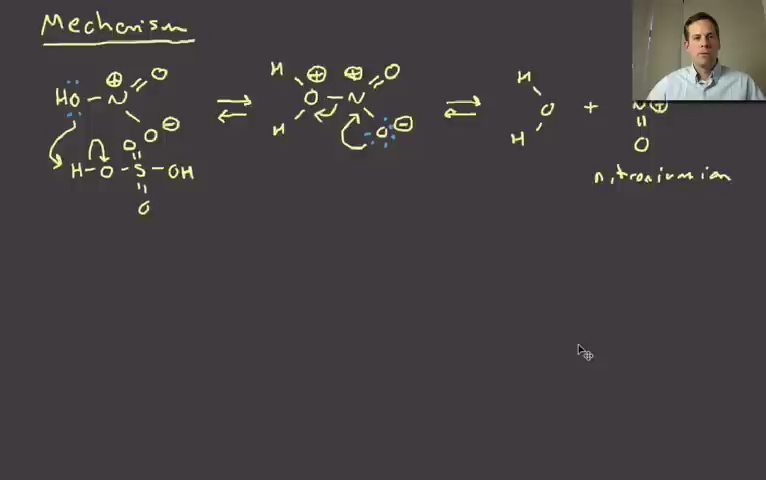 Mechanism
HO - N ⊕ = O
O ⊖
H - O - S - OH
O
O
H
O ⊕ - N ⊕ = O
H
O ⊖
H
O
H
+
N ⊕
O
nitronium ion